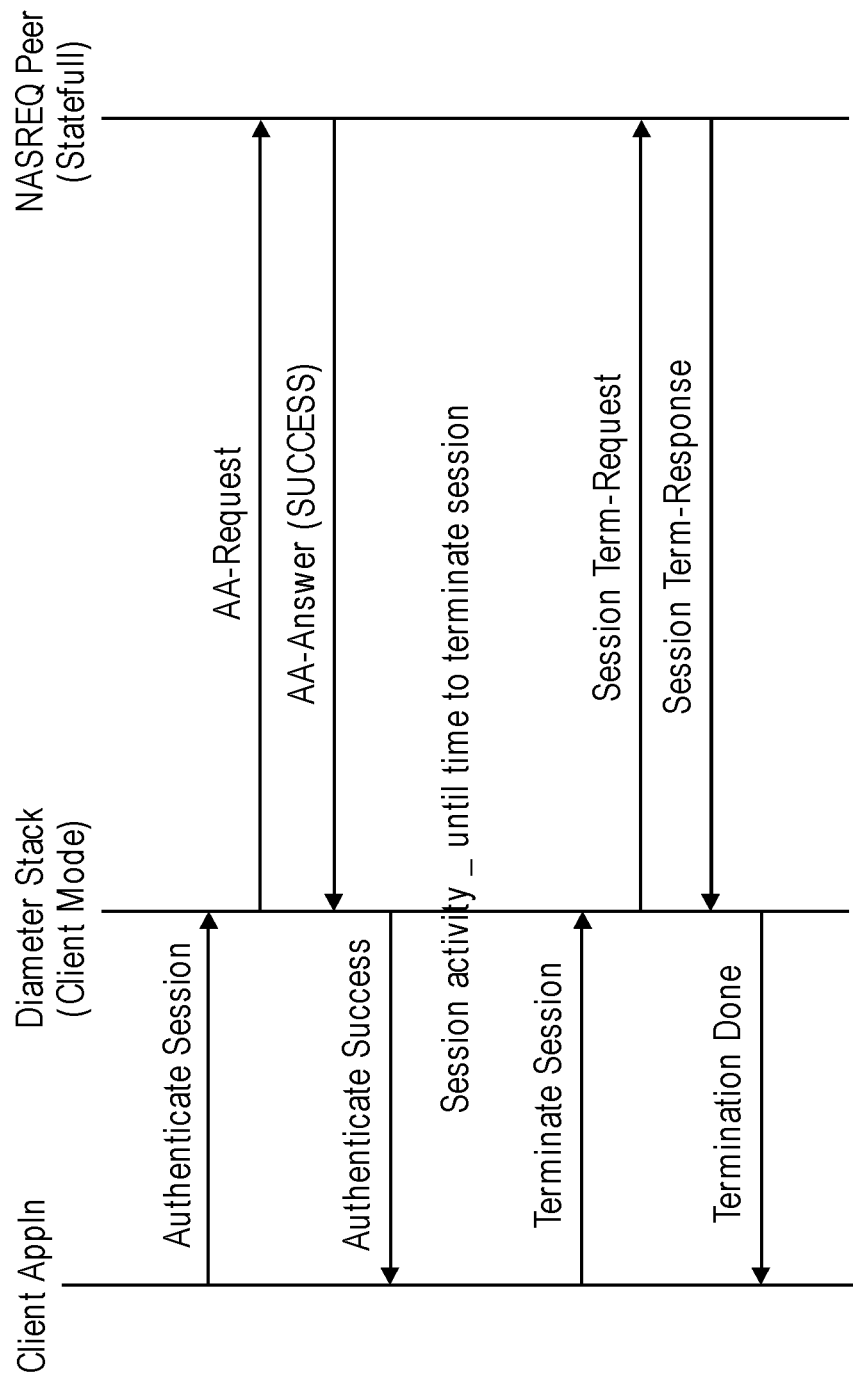 Client Appln
Diameter Stack
(Client Mode)
NASREQ Peer
(Statefull)
Authenticate Session
AA-Request
AA-Answer (SUCCESS)
Authenticate Success
Session activity _ until time to terminate session
Terminate Session
Session Term-Request
Session Term-Response
Termination Done